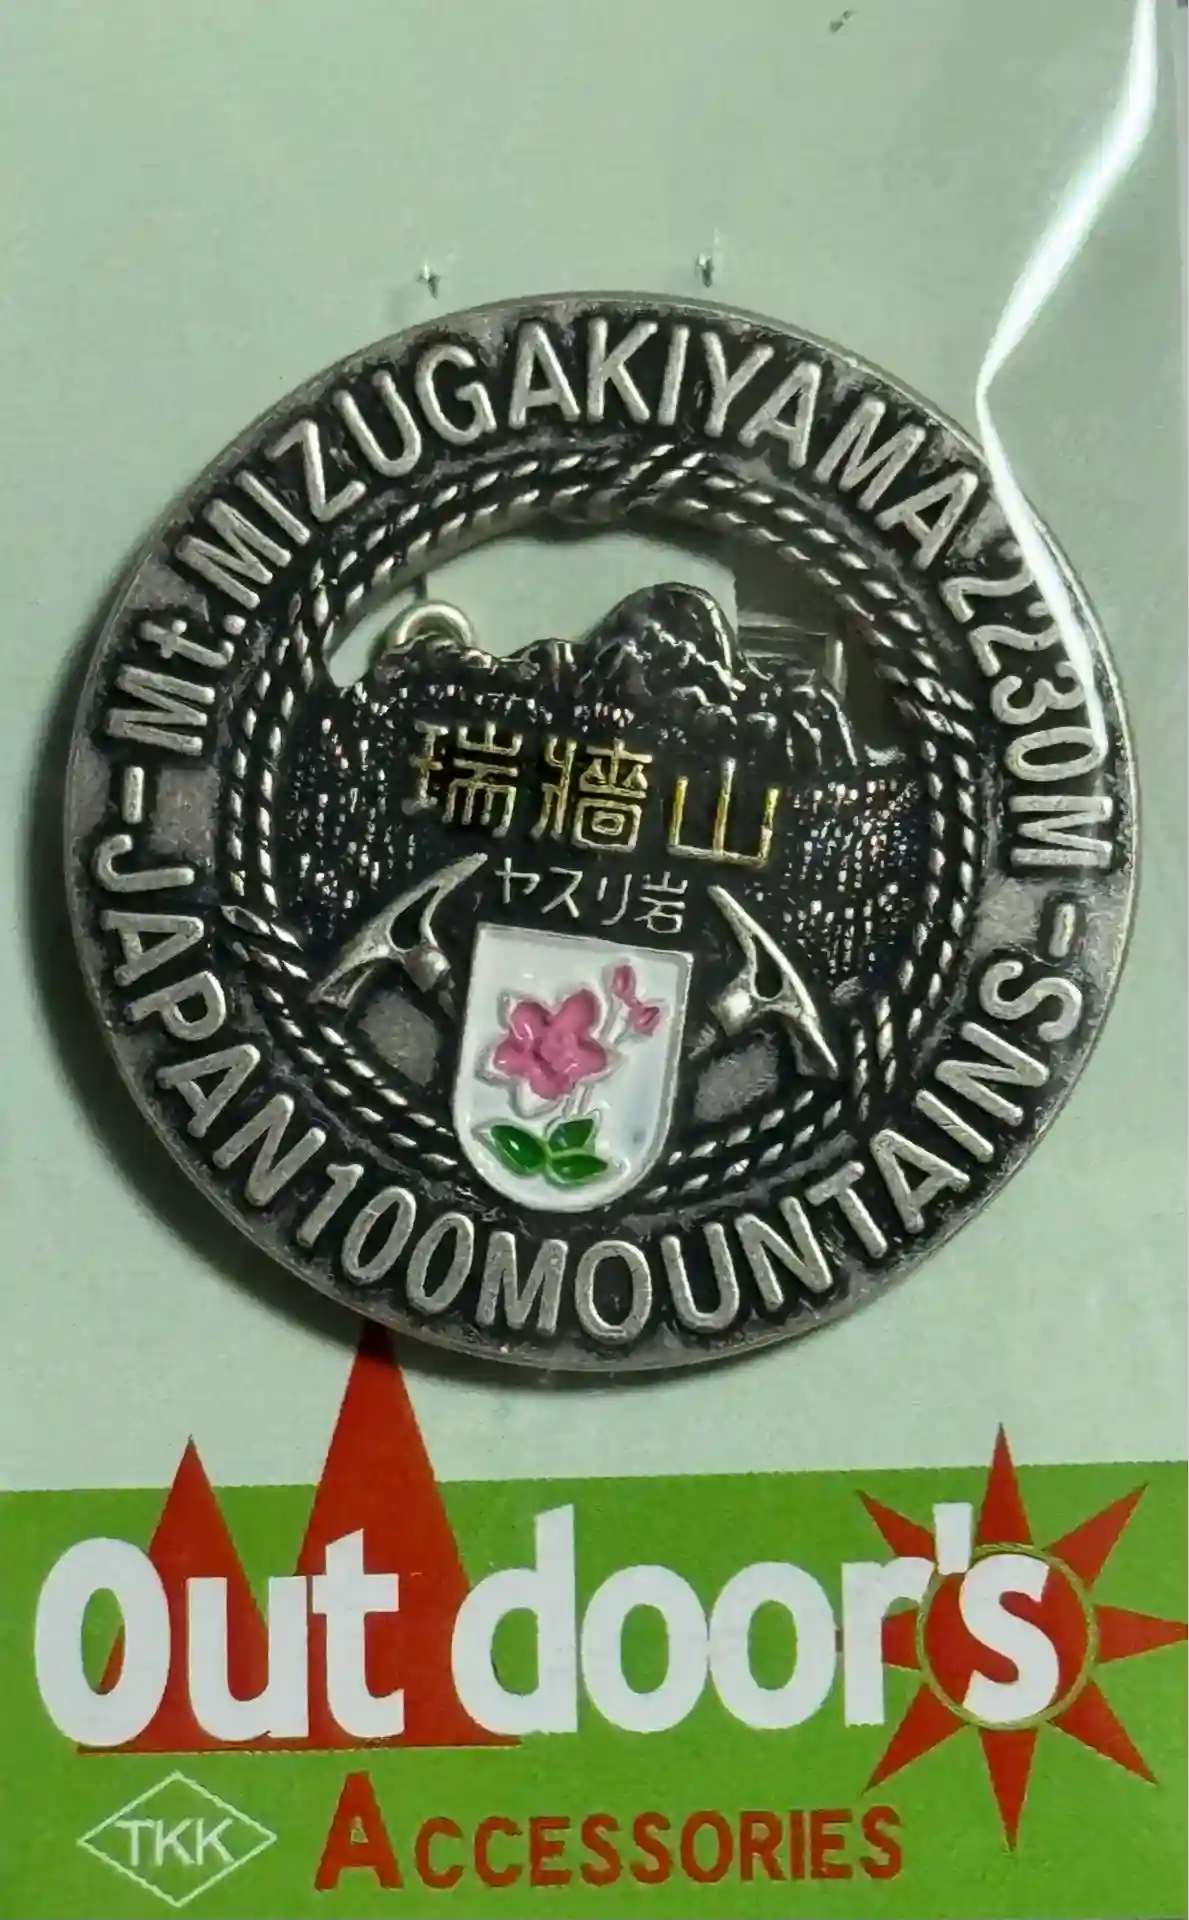 Mt.MIZUGAKIYAMA 2230M
瑞牆山
ヤスリ岩
JAPAN 100 MOUNTAINS
Out door's
TKK
ACCESSORIES